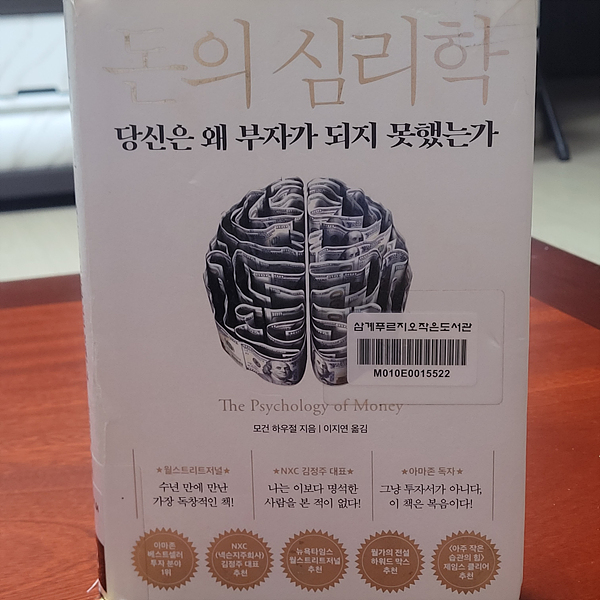 돈의 심리학
당신은 왜 부자가 되지 못했는가
삼계푸르지오작은도서관
M010E0015522
The Psychology of Money
모건 하우절 지음 | 이지연 옮김
★월스트리트저널★
수년 만에 만난
가장 독창적인 책!
★NXC 김정주 대표★
나는 이보다 명석한
사람을 본 적이 없다!
★아마존 독자★
그냥 투자서가 아니다,
이 책은 복음이다!
아마존
베스트셀러
투자 분야
1위
NXC
(넥슨지주회사)
김정주 대표
추천
뉴욕타임스
월스트리트저널
추천
월가의 전설
하워드 막스
추천
<아주 작은
습관의 힘>
제임스 클리어
추천